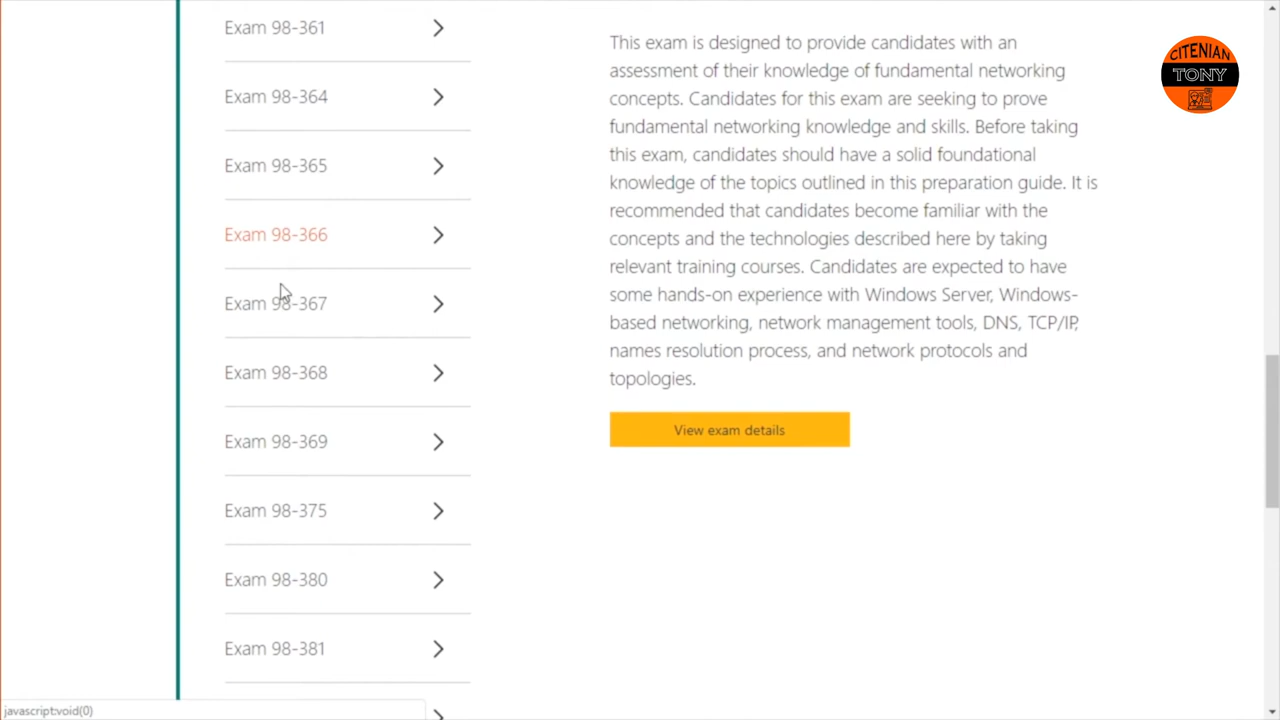 Exam 98-361
Exam 98-364
Exam 98-365
Exam 98-366
Exam 98-367
Exam 98-368
Exam 98-369
Exam 98-375
Exam 98-380
Exam 98-381
This exam is designed to provide candidates with an
assessment of their knowledge of fundamental networking
concepts. Candidates for this exam are seeking to prove
fundamental networking knowledge and skills. Before taking
this exam, candidates should have a solid foundational
knowledge of the topics outlined in this preparation guide. It is
recommended that candidates become familiar with the
concepts and the technologies described here by taking
relevant training courses. Candidates are expected to have
some hands-on experience with Windows Server, Windows-
based networking, network management tools, DNS, TCP/IP,
names resolution process, and network protocols and
topologies.
View exam details
CITENIAN
TONY
javascript:void(0)